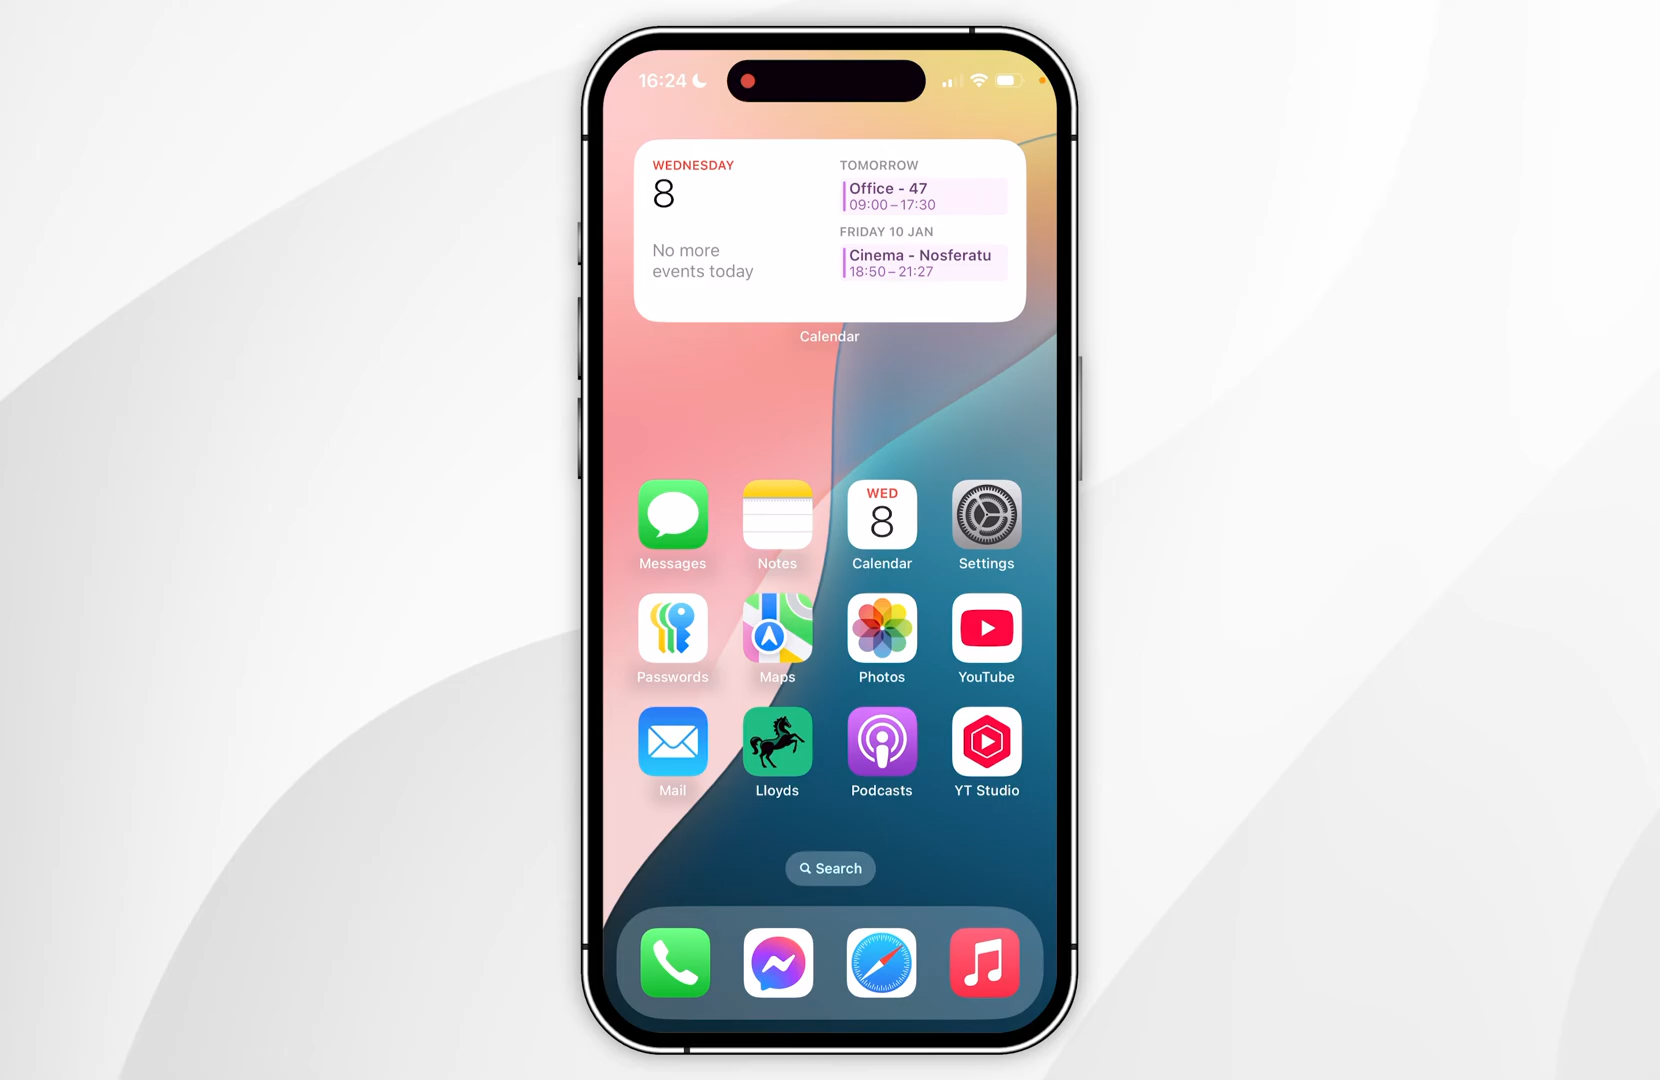 16:24
WEDNESDAY
8
No more
events today
TOMORROW
Office - 47
09:00–17:30
FRIDAY 10 JAN
Cinema - Nosferatu
18:50–21:27
Calendar
WED
8
Messages
Notes
Calendar
Settings
Passwords
Maps
Photos
YouTube
Mail
Lloyds
Podcasts
YT Studio
Search